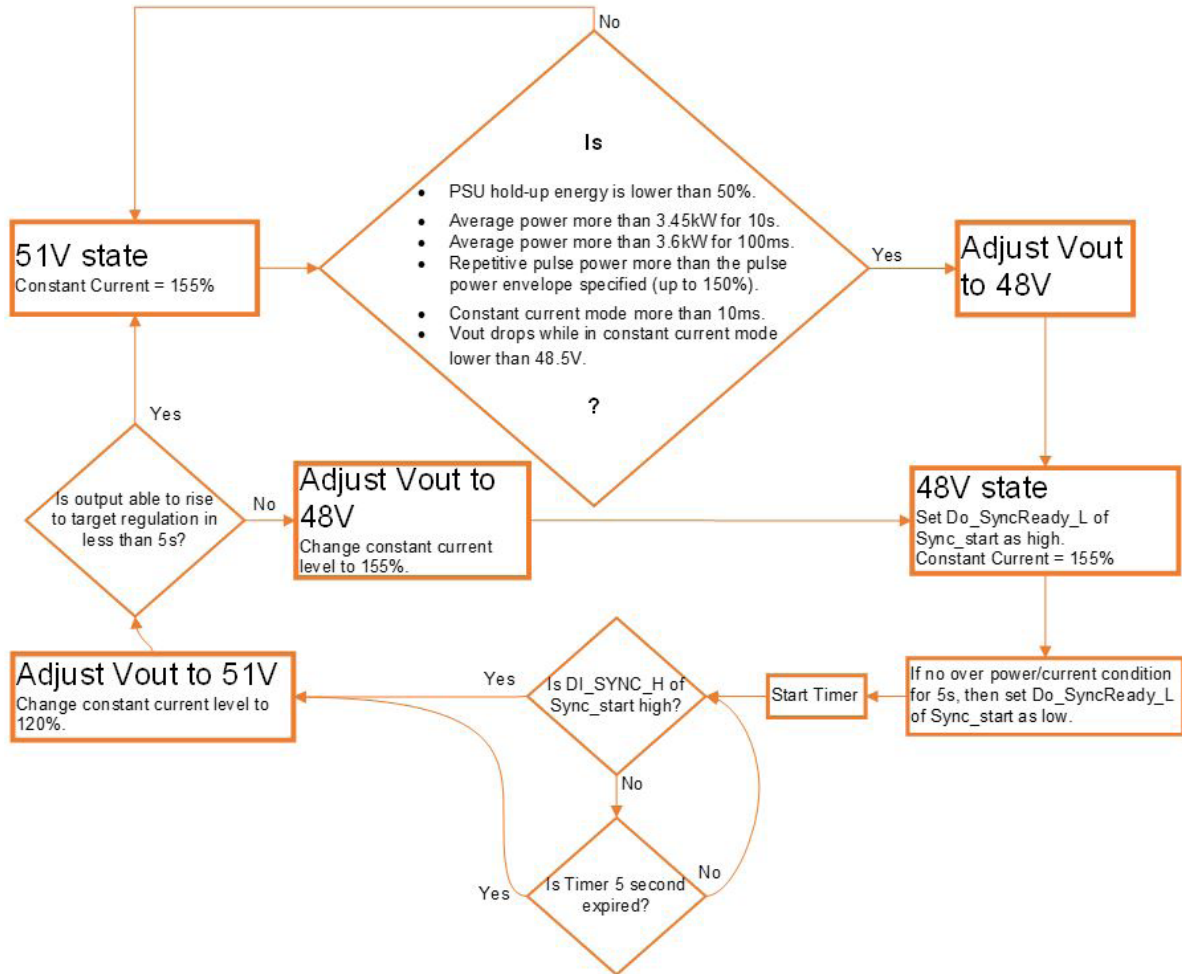 No
Is
• PSU hold-up energy is lower than 50%.
• Average power more than 3.45kW for 10s.
• Average power more than 3.6kW for 100ms.
• Repetitive pulse power more than the pulse
power envelope specified (up to 150%).
• Constant current mode more than 10ms.
• Vout drops while in constant current mode
lower than 48.5V.
?
51V state
Constant Current = 155%
Yes
Adjust Vout
to 48V
Yes
Is output able to rise
to target regulation in
less than 5s?
No
Adjust Vout to
48V
Change constant current
level to 155%.
48V state
Set Do_SyncReady_L of
Sync_start as high.
Constant Current = 155%
Adjust Vout to 51V
Change constant current level to
120%.
Yes
Is DI_SYNC_H of
Sync_start high?
Start Timer
If no over power/current condition
for 5s, then set Do_SyncReady_L
of Sync_start as low.
No
Yes
Is Timer 5 second
expired?
No